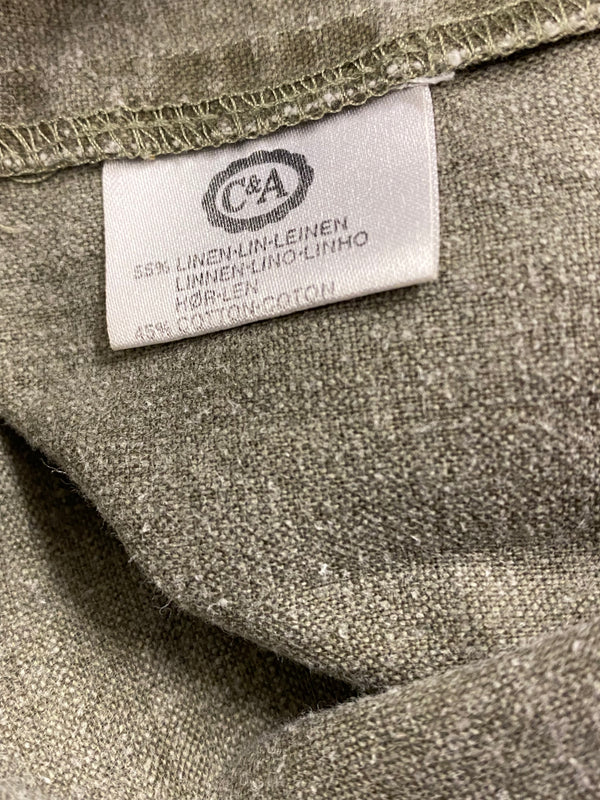 C&A
55% LINEN·LIN·LEINEN
LINNEN·LINO·LINHO
HØR·LEN
45% COTTON·COTON